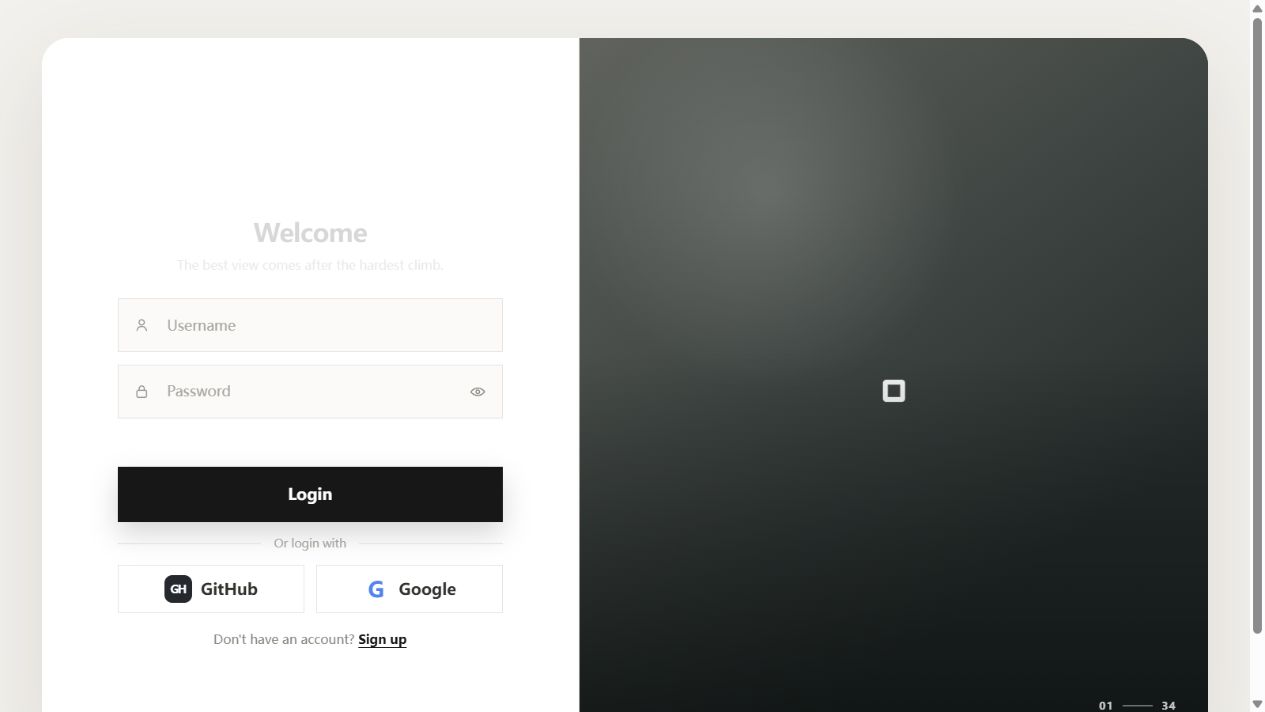 Welcome
The best view comes after the hardest climb.
Username
Password
Login
Or login with
GH GitHub
G Google
Don't have an account? Sign up
01 34